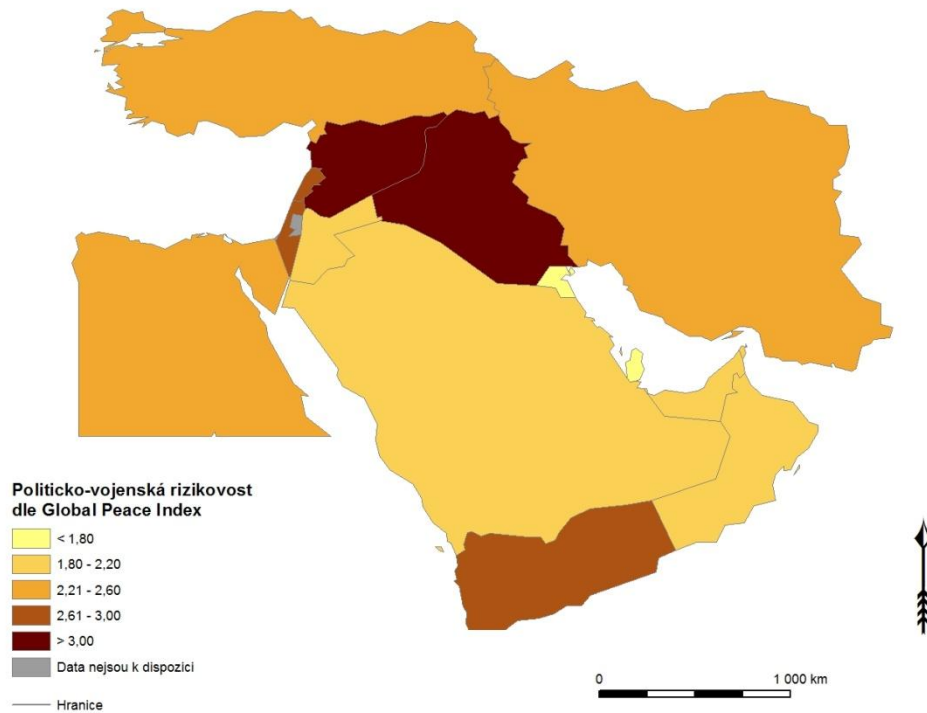 Politicko-vojenská rizikovost
dle Global Peace Index
< 1,80
1,80 - 2,20
2,21 - 2,60
2,61 - 3,00
> 3,00
Data nejsou k dispozici
Hranice
0 1 000 km